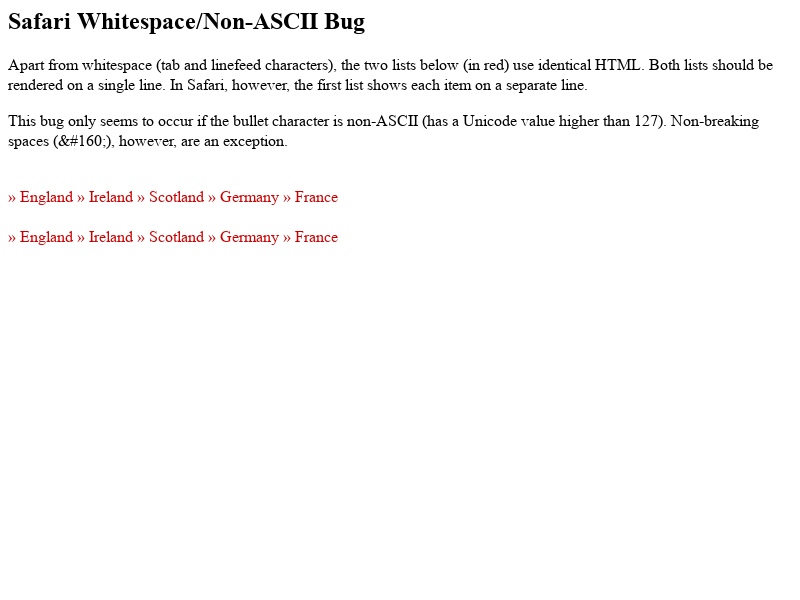 Safari Whitespace/Non-ASCII Bug
Apart from whitespace (tab and linefeed characters), the two lists below (in red) use identical HTML. Both lists should be
rendered on a single line. In Safari, however, the first list shows each item on a separate line.
This bug only seems to occur if the bullet character is non-ASCII (has a Unicode value higher than 127). Non-breaking
spaces (&#160;), however, are an exception.
» England » Ireland » Scotland » Germany » France
» England » Ireland » Scotland » Germany » France